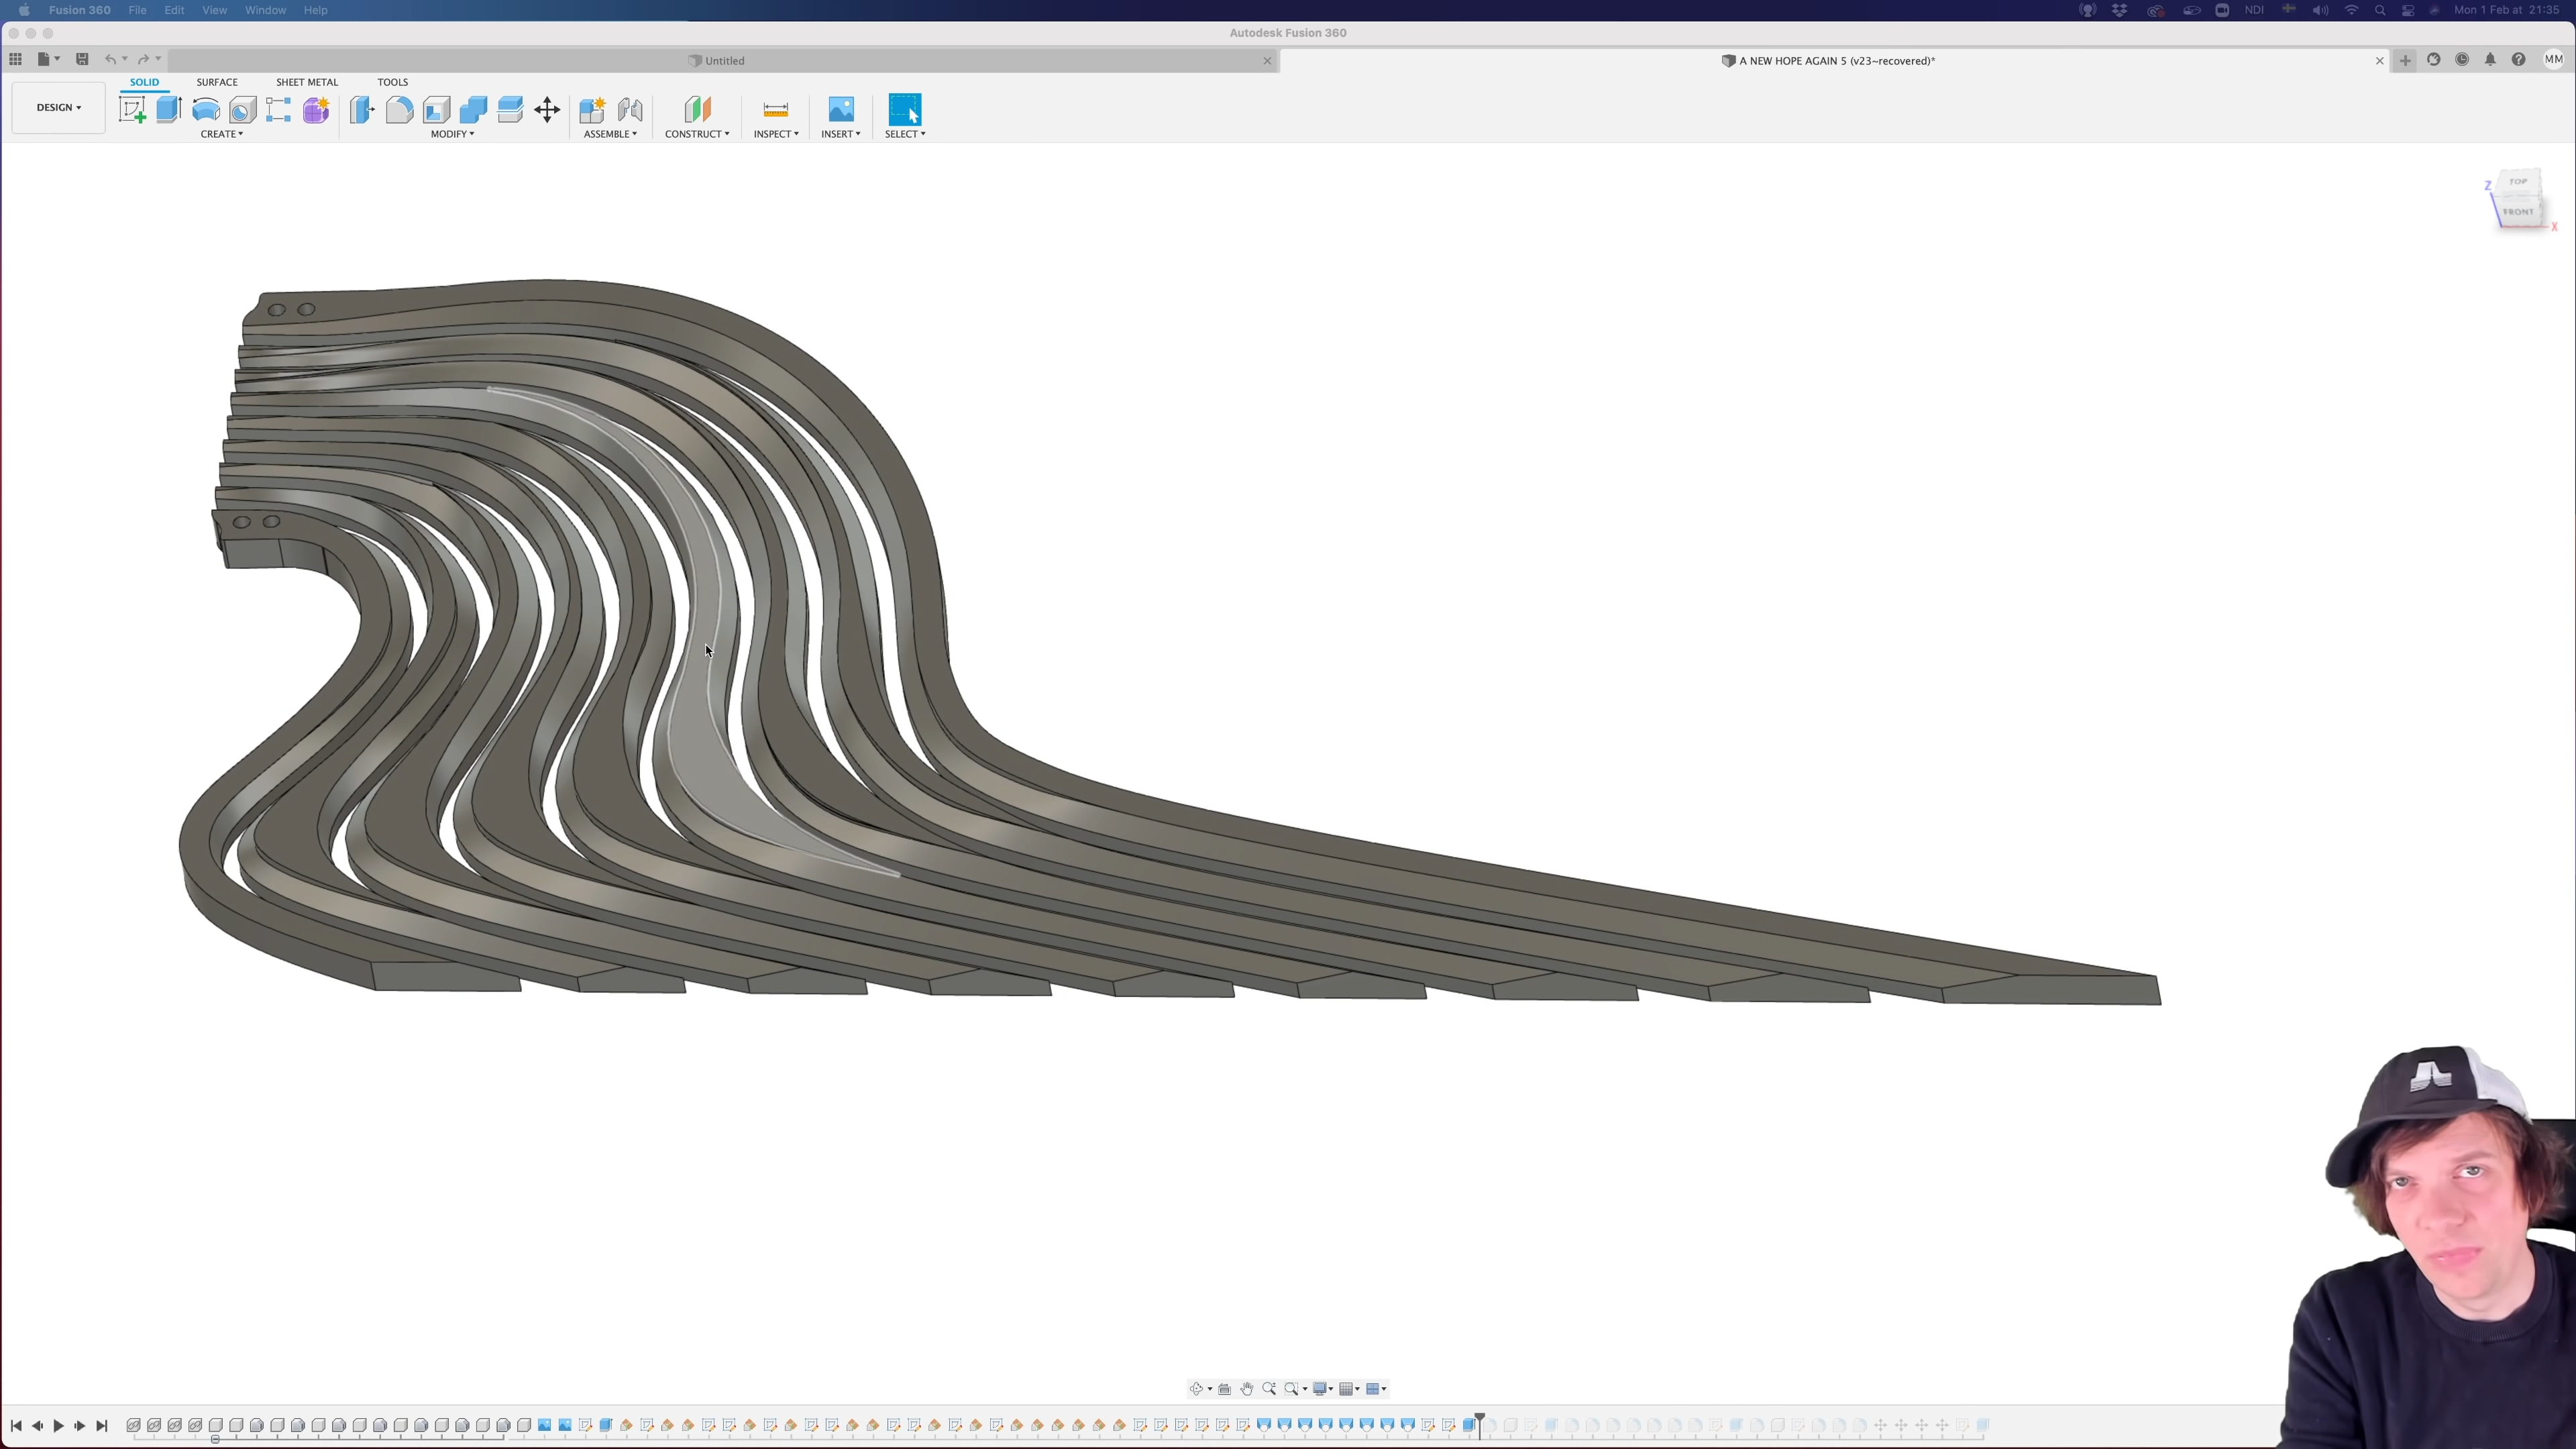 Fusion 360 File Edit View Window Help NDI Mon 1 Feb at 21:35
Autodesk Fusion 360
Untitled A NEW HOPE AGAIN 5 (v23~recovered)* MM
SOLID SURFACE SHEET METAL TOOLS
DESIGN
CREATE MODIFY ASSEMBLE CONSTRUCT INSPECT INSERT SELECT
TOP
Z
FRONT
X